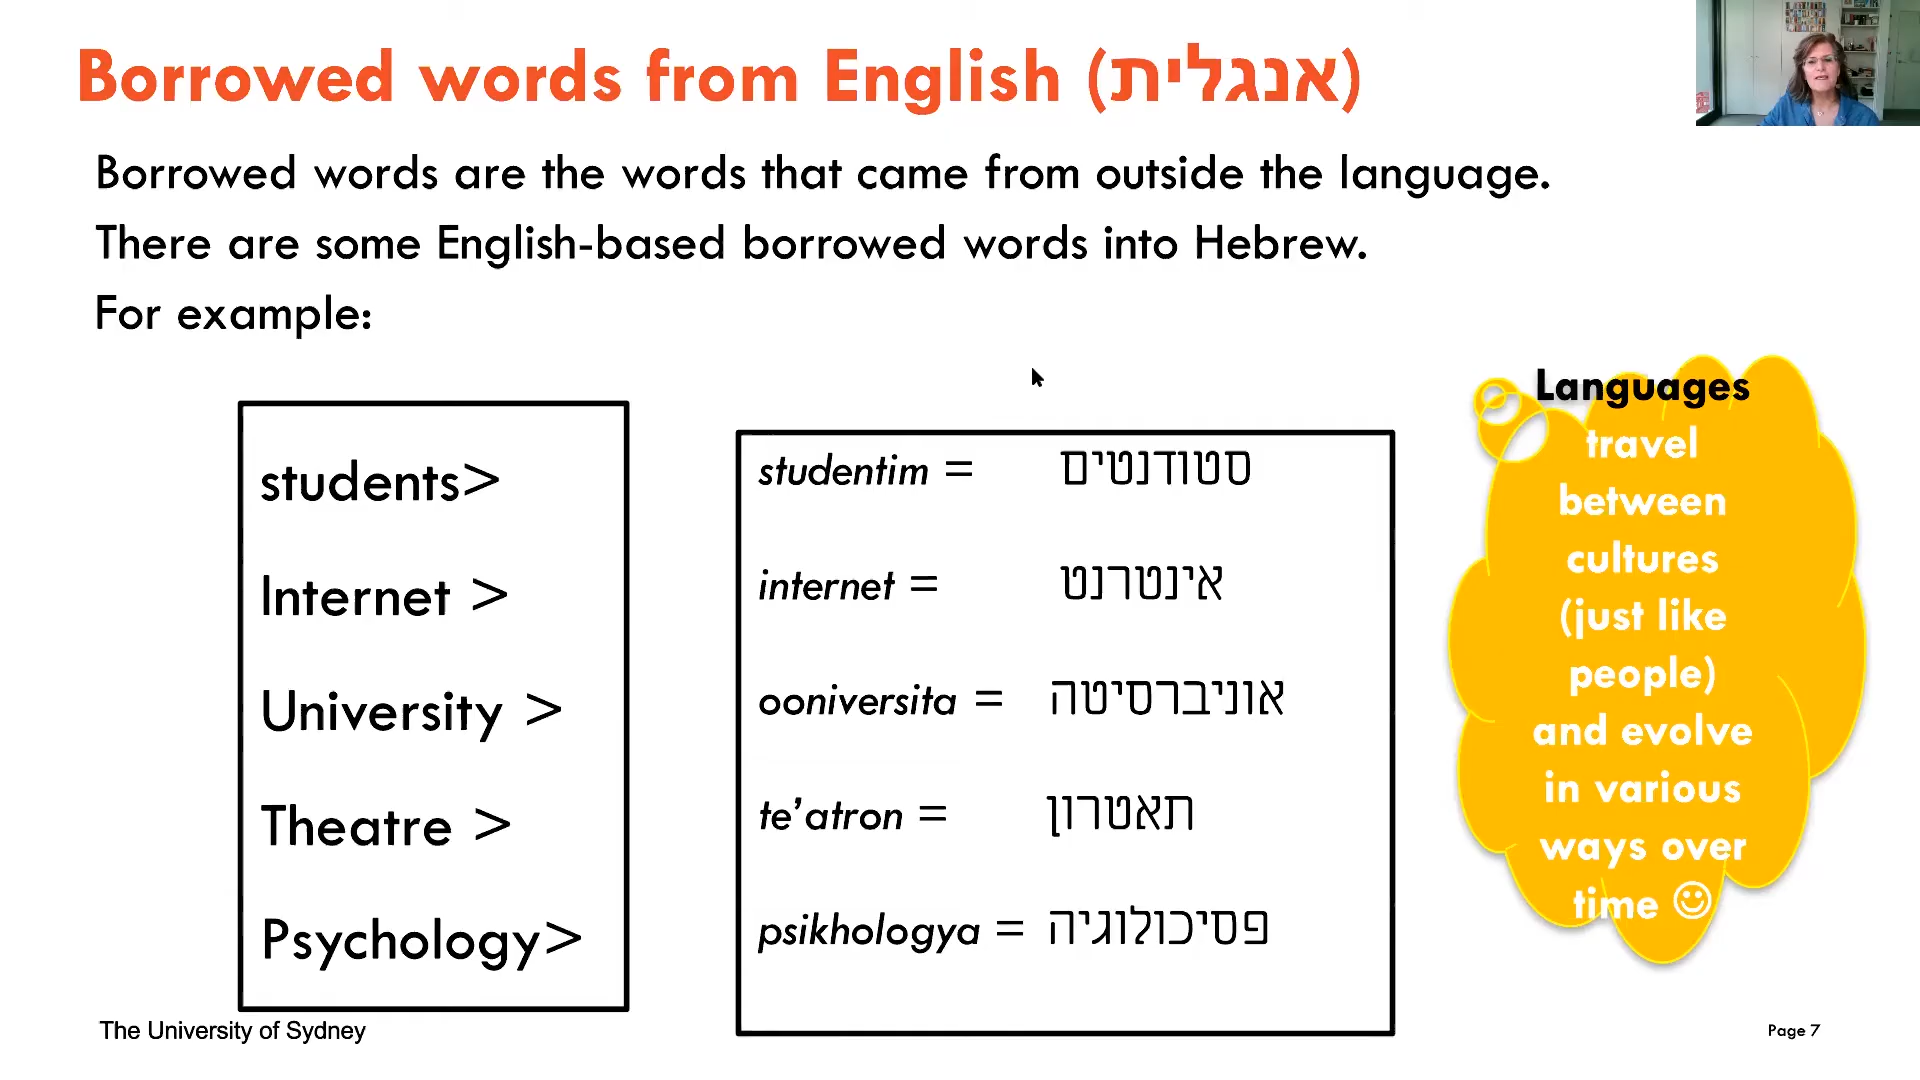 Borrowed words from English (אנגלית)
Borrowed words are the words that came from outside the language.
There are some English-based borrowed words into Hebrew.
For example:
students>
Internet >
University >
Theatre >
Psychology>
studentim = סטודנטים
internet = אינטרנט
ooniversita = אוניברסיטה
te’atron = תאטרון
psikhologya = פסיכולוגיה
Languages
travel
between
cultures
(just like
people)
and evolve
in various
ways over
time ☺
The University of Sydney
Page 7